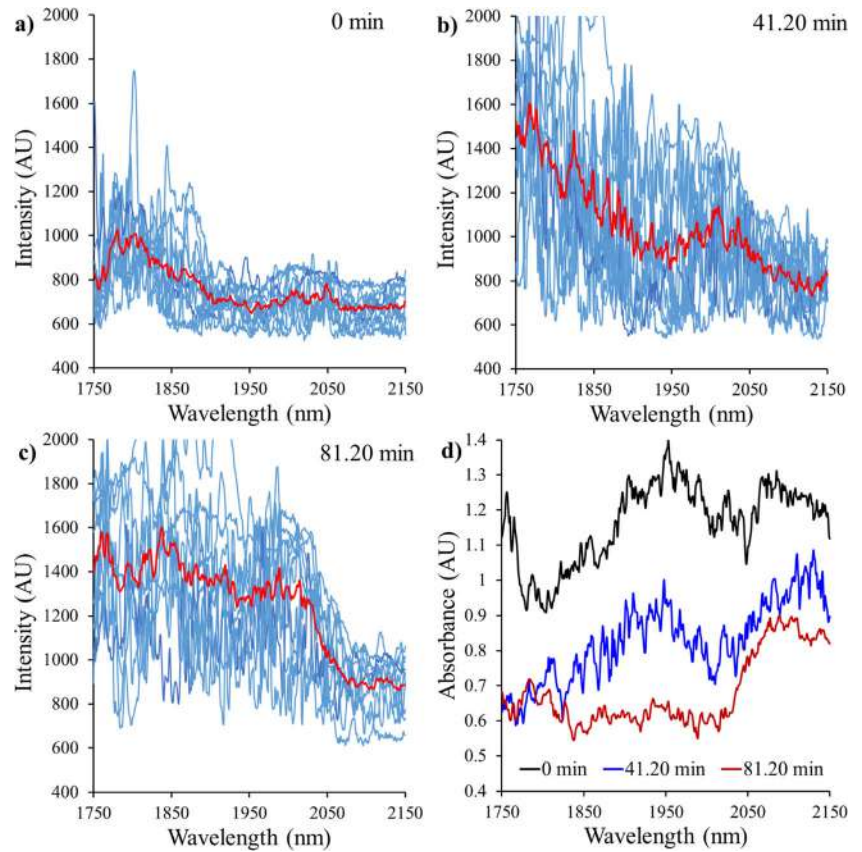 a) 0 min
2000
1800
1600
1400
1200
1000
800
600
400
Intensity (AU)
1750 1850 1950 2050 2150
Wavelength (nm)
b) 41.20 min
2000
1800
1600
1400
1200
1000
800
600
400
Intensity (AU)
1750 1850 1950 2050 2150
Wavelength (nm)
c) 81.20 min
2000
1800
1600
1400
1200
1000
800
600
400
Intensity (AU)
1750 1850 1950 2050 2150
Wavelength (nm)
d)
1.4
1.3
1.2
1.1
1
0.9
0.8
0.7
0.6
0.5
0.4
Absorbance (AU)
0 min 41.20 min 81.20 min
1750 1850 1950 2050 2150
Wavelength (nm)